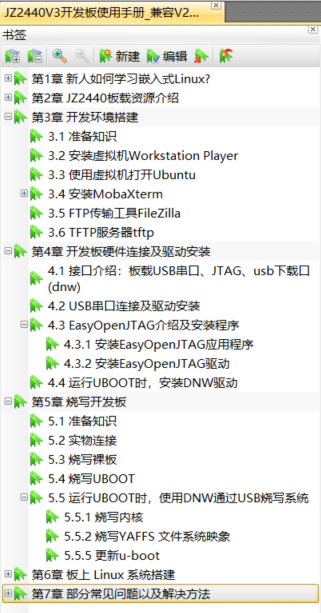 JZ2440V3开发板使用手册_兼容V2...
书签
新建 编辑
第1章 新人如何学习嵌入式Linux?
第2章 JZ2440板载资源介绍
第3章 开发环境搭建
3.1 准备知识
3.2 安装虚拟机Workstation Player
3.3 使用虚拟机打开Ubuntu
3.4 安装MobaXterm
3.5 FTP传输工具FileZilla
3.6 TFTP服务器tftp
第4章 开发板硬件连接及驱动安装
4.1 接口介绍：板载USB串口、JTAG、usb下载口
(dnw)
4.2 USB串口连接及驱动安装
4.3 EasyOpenJTAG介绍及安装程序
4.3.1 安装EasyOpenJTAG应用程序
4.3.2 安装EasyOpenJTAG驱动
4.4 运行UBOOT时，安装DNW驱动
第5章 烧写开发板
5.1 准备知识
5.2 实物连接
5.3 烧写裸板
5.4 烧写UBOOT
5.5 运行UBOOT时，使用DNW通过USB烧写系统
5.5.1 烧写内核
5.5.2 烧写YAFFS 文件系统映象
5.5.5 更新u-boot
第6章 板上 Linux 系统搭建
第7章 部分常见问题以及解决方法